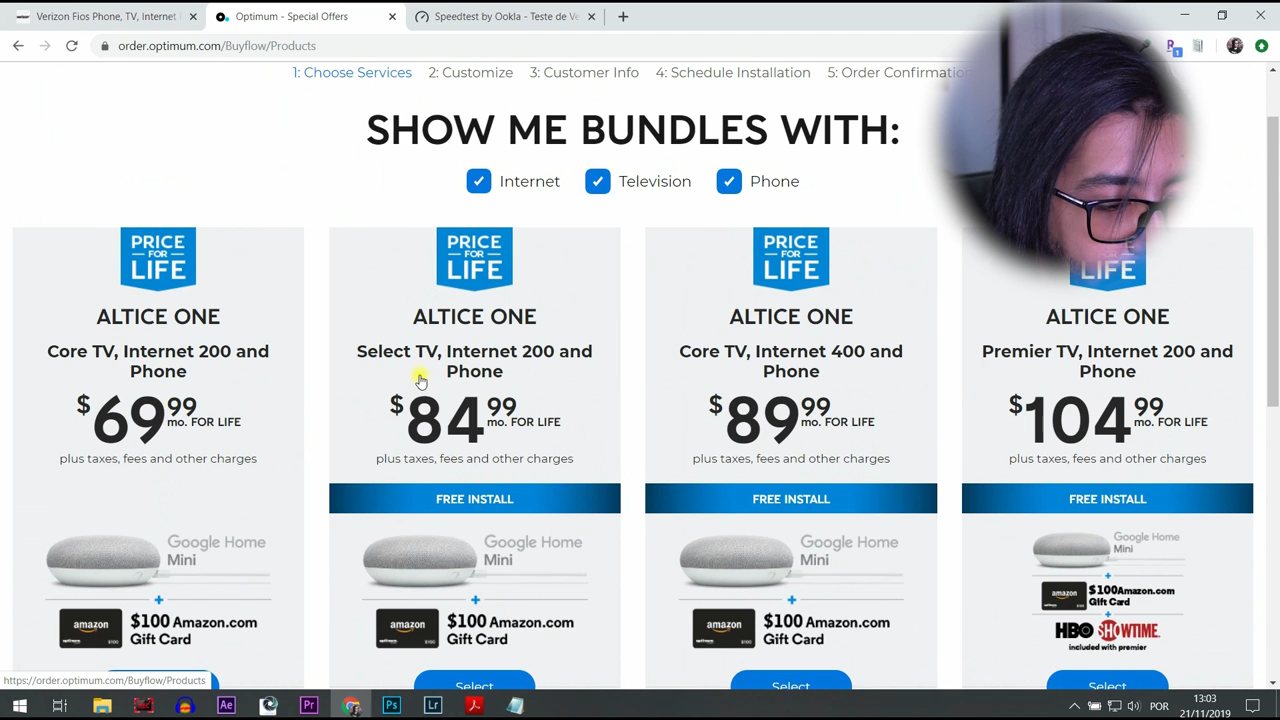 Verizon Fios Phone, TV, Internet
Optimum - Special Offers
Speedtest by Ookla - Teste de Ve
order.optimum.com/Buyflow/Products
1: Choose Services 2: Customize 3: Customer Info 4: Schedule Installation 5: Order Confirmatio
SHOW ME BUNDLES WITH:
Internet Television Phone
PRICE FOR LIFE
ALTICE ONE
Core TV, Internet 200 and
Phone
$69.99 mo. FOR LIFE
plus taxes, fees and other charges
Google Home
Mini
+
amazon
$100 Amazon.com
Gift Card
PRICE FOR LIFE
ALTICE ONE
Select TV, Internet 200 and
Phone
$84.99 mo. FOR LIFE
plus taxes, fees and other charges
FREE INSTALL
Google Home
Mini
+
amazon
$100 Amazon.com
Gift Card
Select
PRICE FOR LIFE
ALTICE ONE
Core TV, Internet 400 and
Phone
$89.99 mo. FOR LIFE
plus taxes, fees and other charges
FREE INSTALL
Google Home
Mini
+
amazon
$100 Amazon.com
Gift Card
Select
LIFE
ALTICE ONE
Premier TV, Internet 200 and
Phone
$104.99 mo. FOR LIFE
plus taxes, fees and other charges
FREE INSTALL
Google Home
Mini
+
amazon
$100 Amazon.com
Gift Card
+
HBO SHOWTIME.
included with premier
Select
https://order.optimum.com/Buyflow/Products
Ae Pr Ps Lr
POR
13:03
21/11/2019